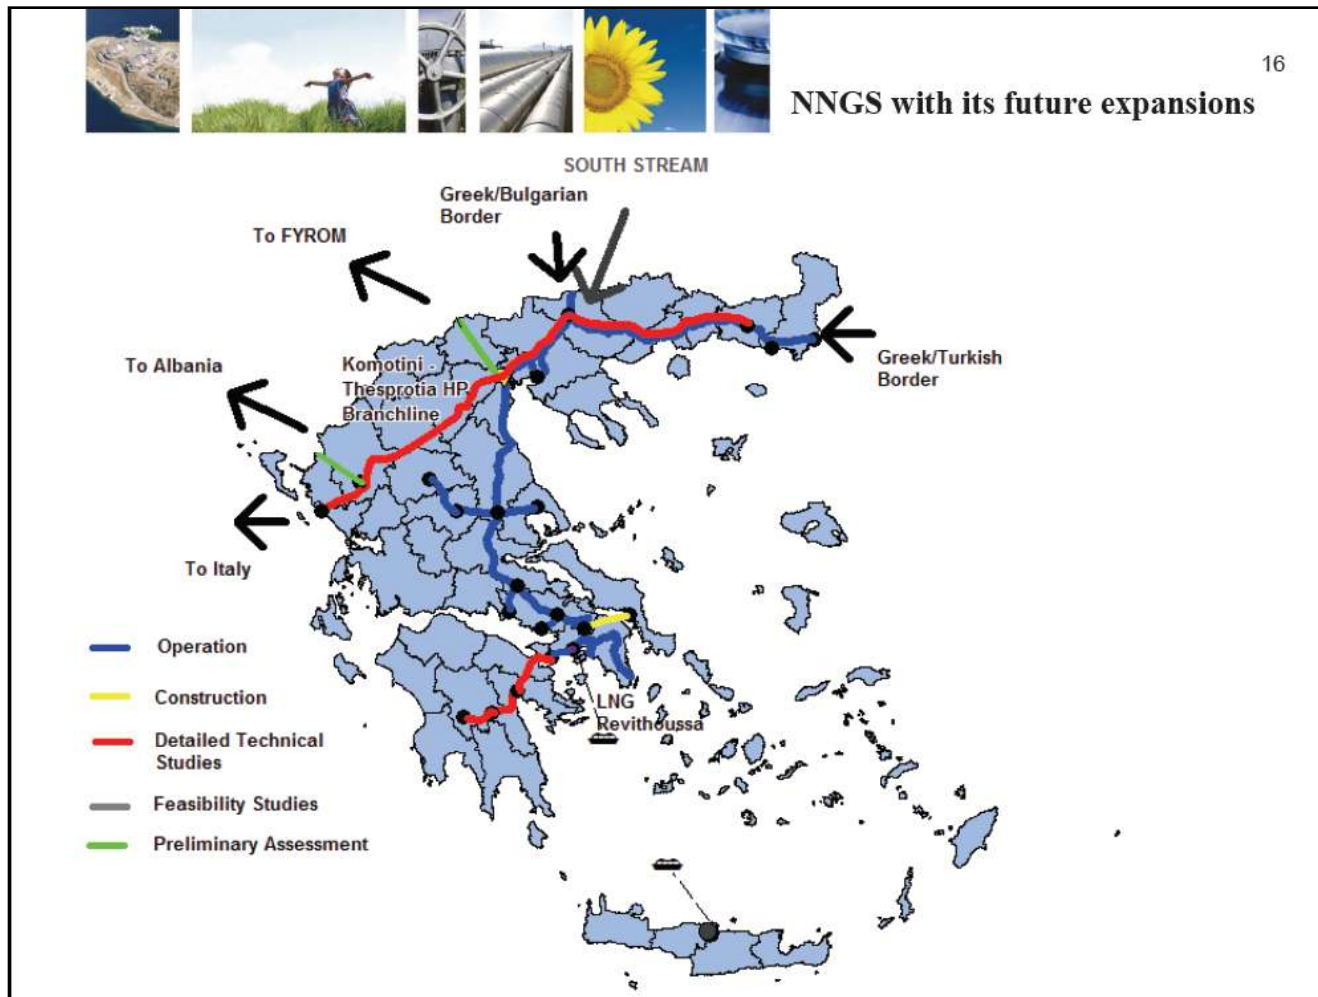 16
NNGS with its future expansions
SOUTH STREAM
Greek/Bulgarian
Border
To FYROM
To Albania
Komotini -
Thesprotia HP
Branchline
Greek/Turkish
Border
To Italy
Operation
Construction
Detailed Technical
Studies
Feasibility Studies
Preliminary Assessment
LNG
Revithoussa